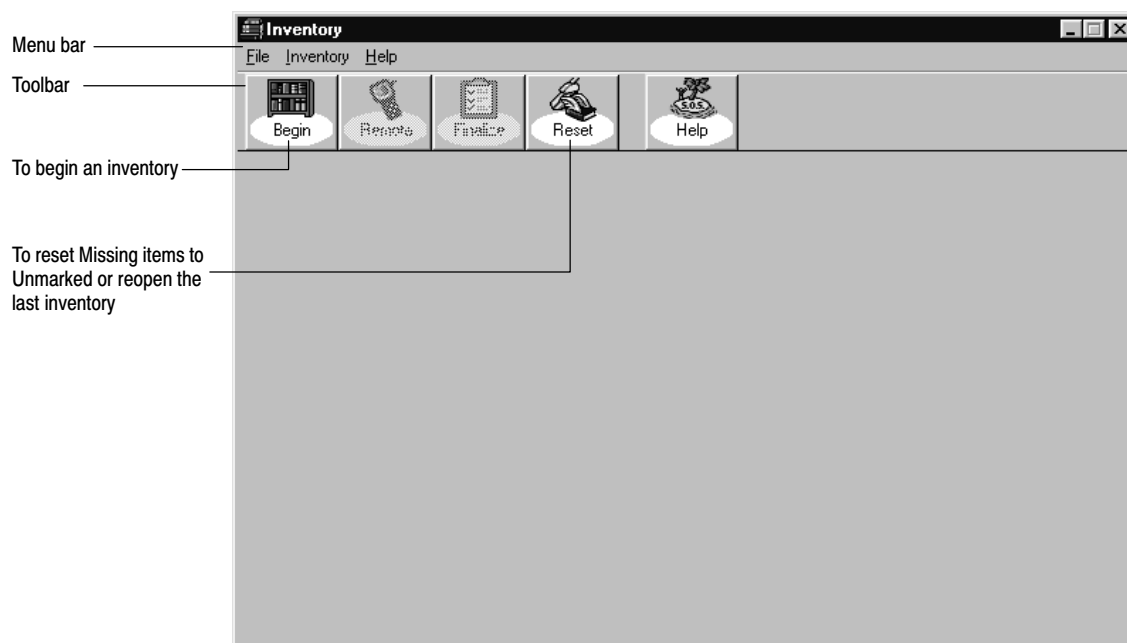 Inventory
Menu bar
File Inventory Help
Toolbar
Begin Remote Finalize Reset S.O.S. Help
To begin an inventory
To reset Missing items to
Unmarked or reopen the
last inventory